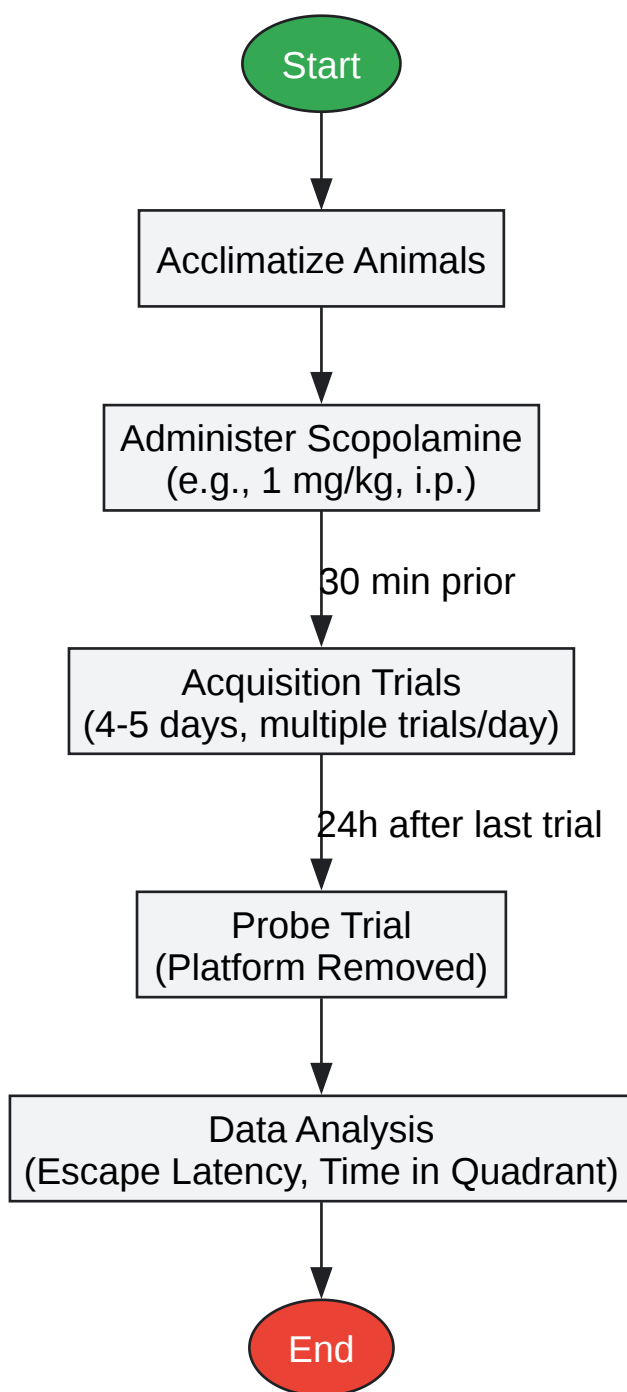 Start
Acclimatize Animals
Administer Scopolamine
(e.g., 1 mg/kg, i.p.)
30 min prior
Acquisition Trials
(4-5 days, multiple trials/day)
24h after last trial
Probe Trial
(Platform Removed)
Data Analysis
(Escape Latency, Time in Quadrant)
End